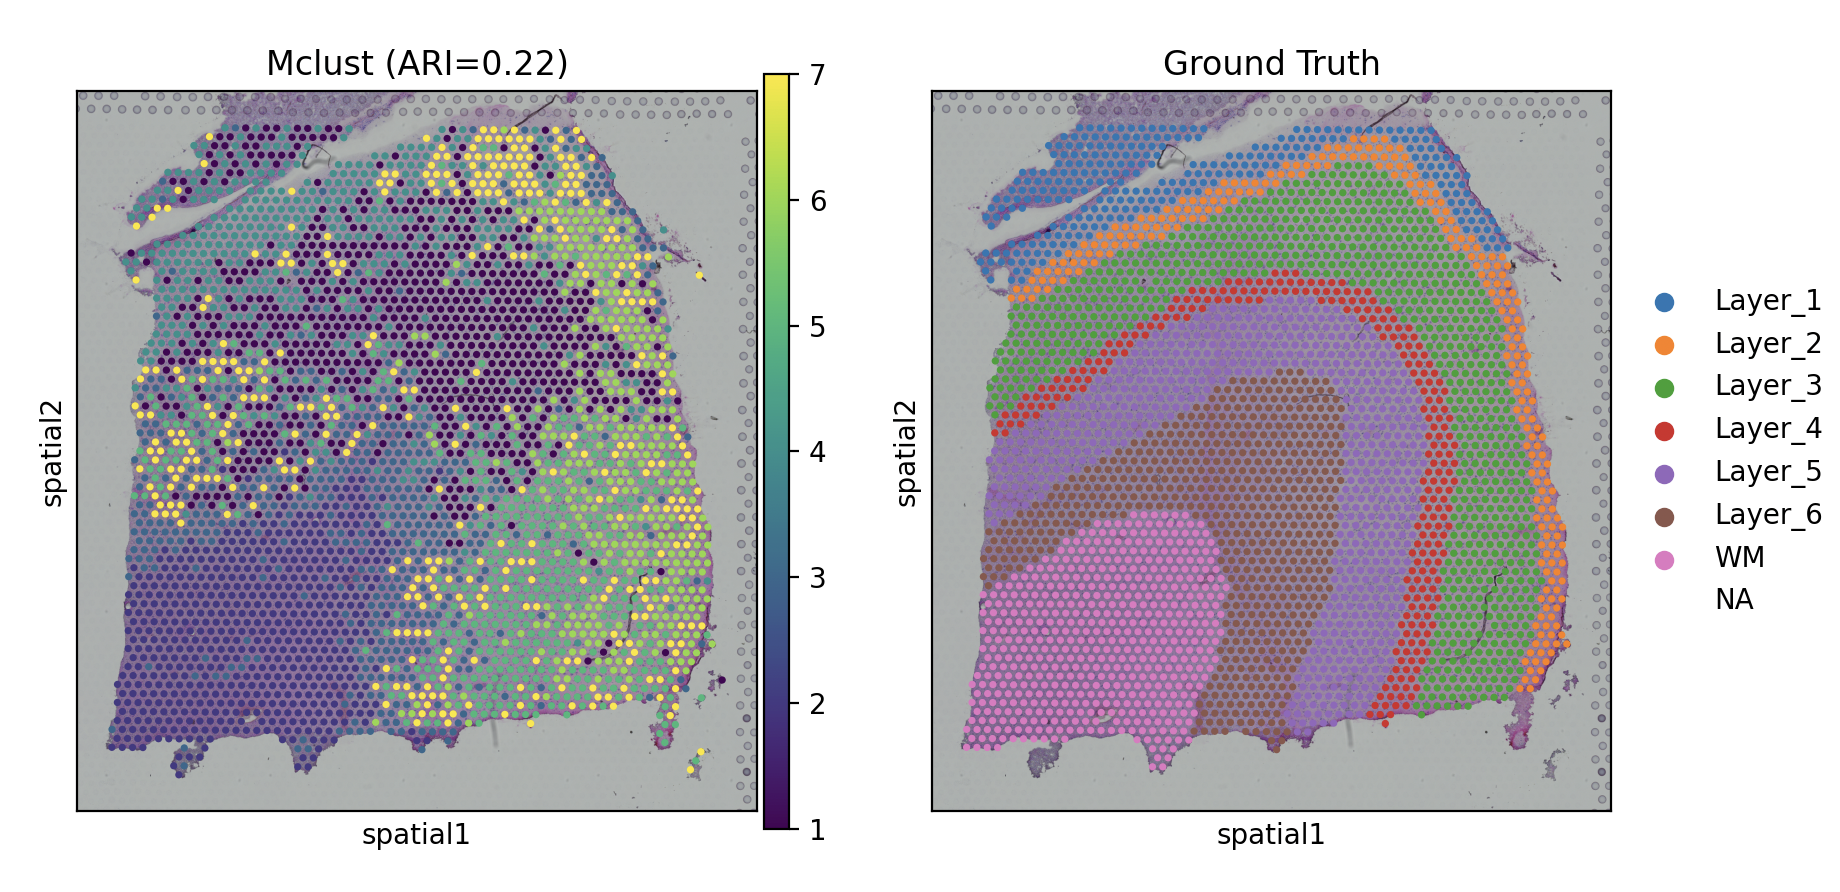 Mclust (ARI=0.22)
spatial2
spatial1
7
6
5
4
3
2
1
Ground Truth
spatial2
spatial1
Layer_1
Layer_2
Layer_3
Layer_4
Layer_5
Layer_6
WM
NA